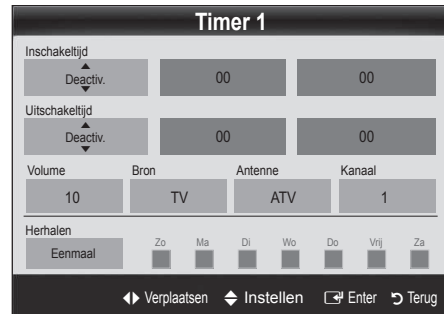 Timer 1
Inschakeltijd
Deactiv. 00 00
Uitschakeltijd
Deactiv. 00 00
Volume Bron Antenne Kanaal
10 TV ATV 1
Herhalen
Zo Ma Di Wo Do Vrij Za
Eenmaal
Verplaatsen Instellen Enter Terug